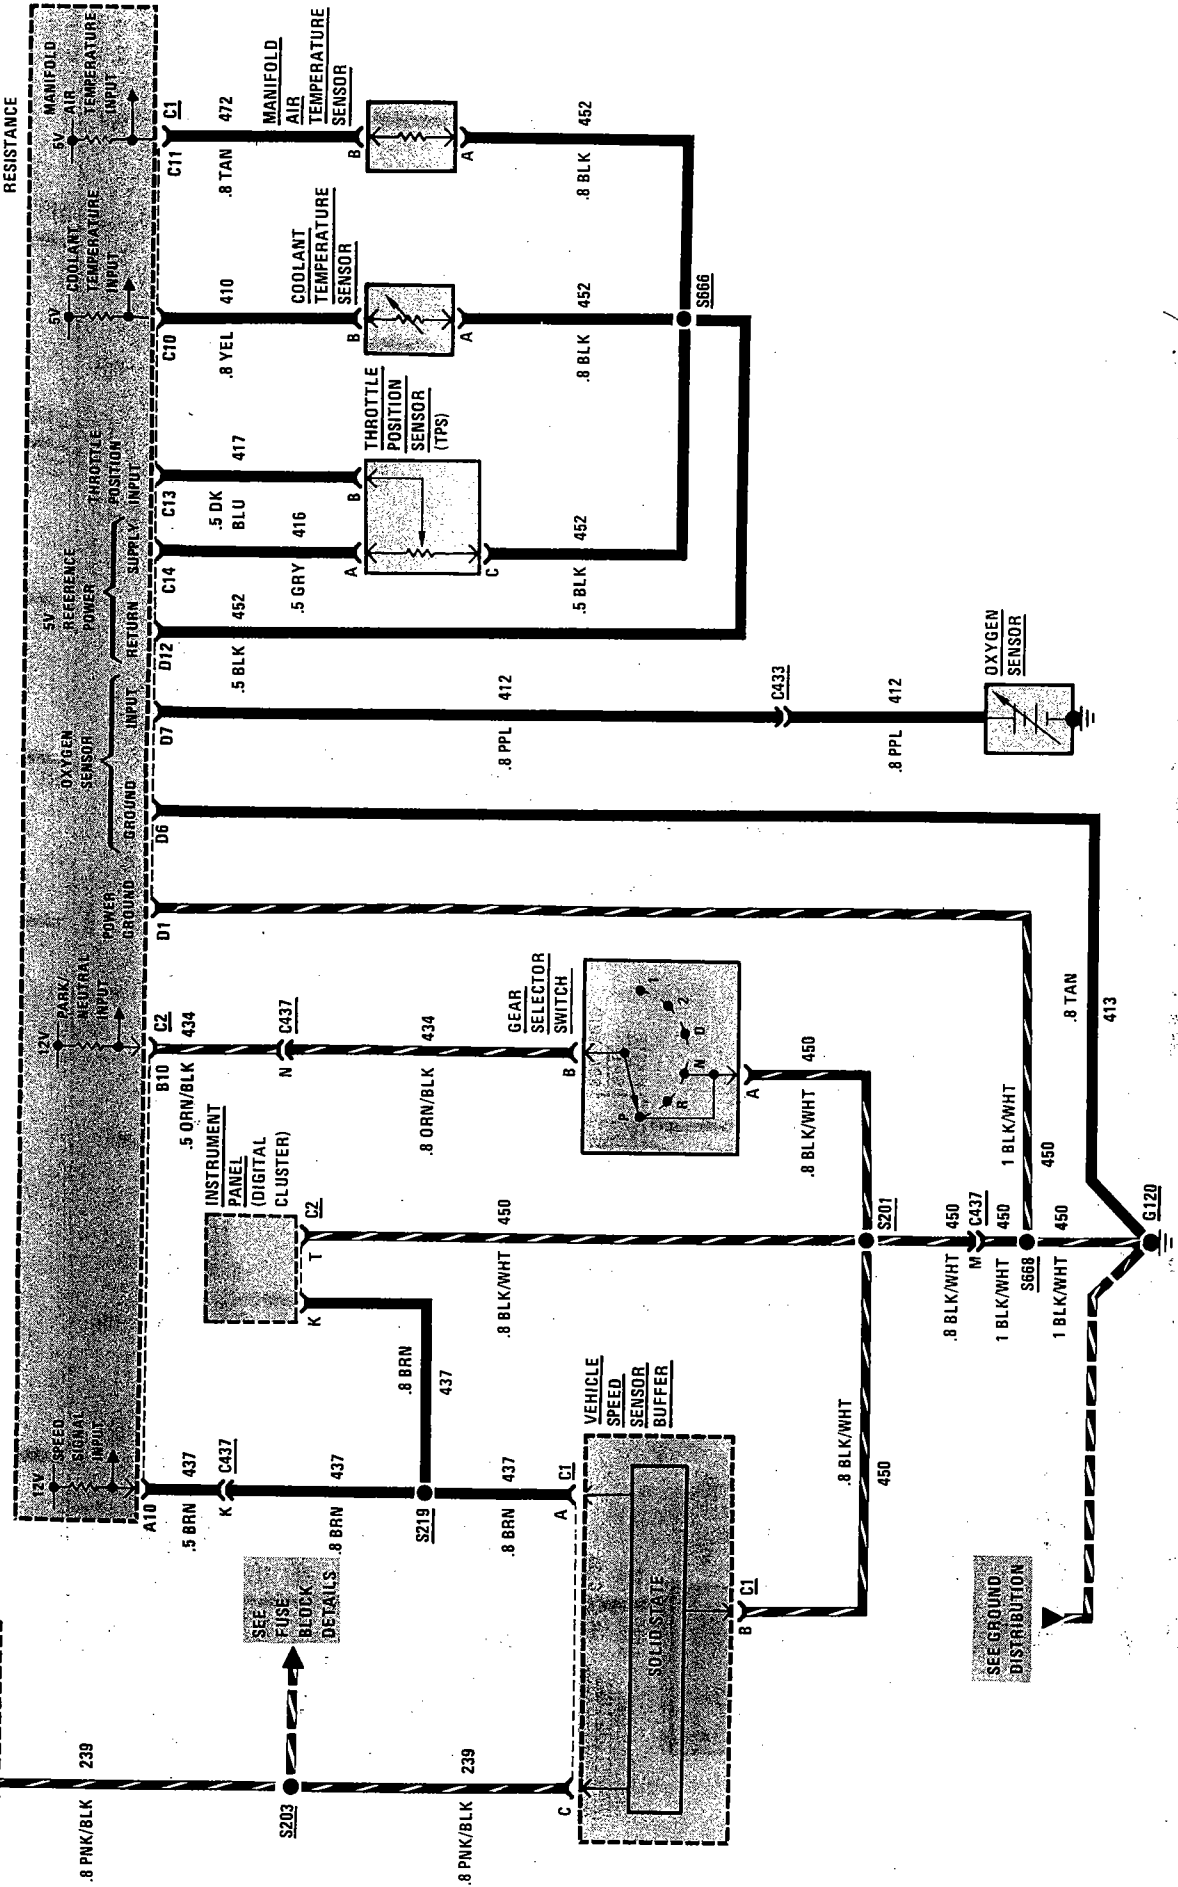 RESISTANCE
12V
SPEED
SIGNAL
INPUT
12V
PARK/
NEUTRAL
INPUT
POWER
GROUND
OXYGEN
SENSOR
GROUND
INPUT
5V
REFERENCE
POWER
RETURN
SUPPLY
THROTTLE
POSITION
INPUT
5V
COOLANT
TEMPERATURE
INPUT
5V
MANIFOLD
AIR
TEMPERATURE
INPUT
A10
B10
C2
D1
D6
D7
D12
C14
C13
C10
C11
C1
.8 PNK/BLK
239
S203
SEE
FUSE
BLOCK
DETAILS
.8 PNK/BLK
239
C
.5 BRN
437
K
C437
.8 BRN
437
S219
.8 BRN
437
A
C1
.8 BRN
437
INSTRUMENT
PANEL
(DIGITAL
CLUSTER)
K
T
C2
.8 BLK/WHT
450
.5 ORN/BLK
434
N
C437
.8 ORN/BLK
434
GEAR
SELECTOR
SWITCH
B
P
R
N
D
2
1
A
.8 BLK/WHT
450
S201
VEHICLE
SPEED
SENSOR
BUFFER
SOLID STATE
B
C1
.8 BLK/WHT
450
.8 BLK/WHT
450
M
C437
1 BLK/WHT
450
S668
1 BLK/WHT
450
1 BLK/WHT
450
G120
.8 TAN
413
SEE GROUND
DISTRIBUTION
.8 PPL
412
C433
.8 PPL
412
OXYGEN
SENSOR
.5 BLK
452
.5 GRY
416
.5 DK
BLU
417
A
B
THROTTLE
POSITION
SENSOR
(TPS)
C
.5 BLK
452
.8 YEL
410
B
COOLANT
TEMPERATURE
SENSOR
A
.8 BLK
452
S666
.8 TAN
472
B
MANIFOLD
AIR
TEMPERATURE
SENSOR
A
.8 BLK
452